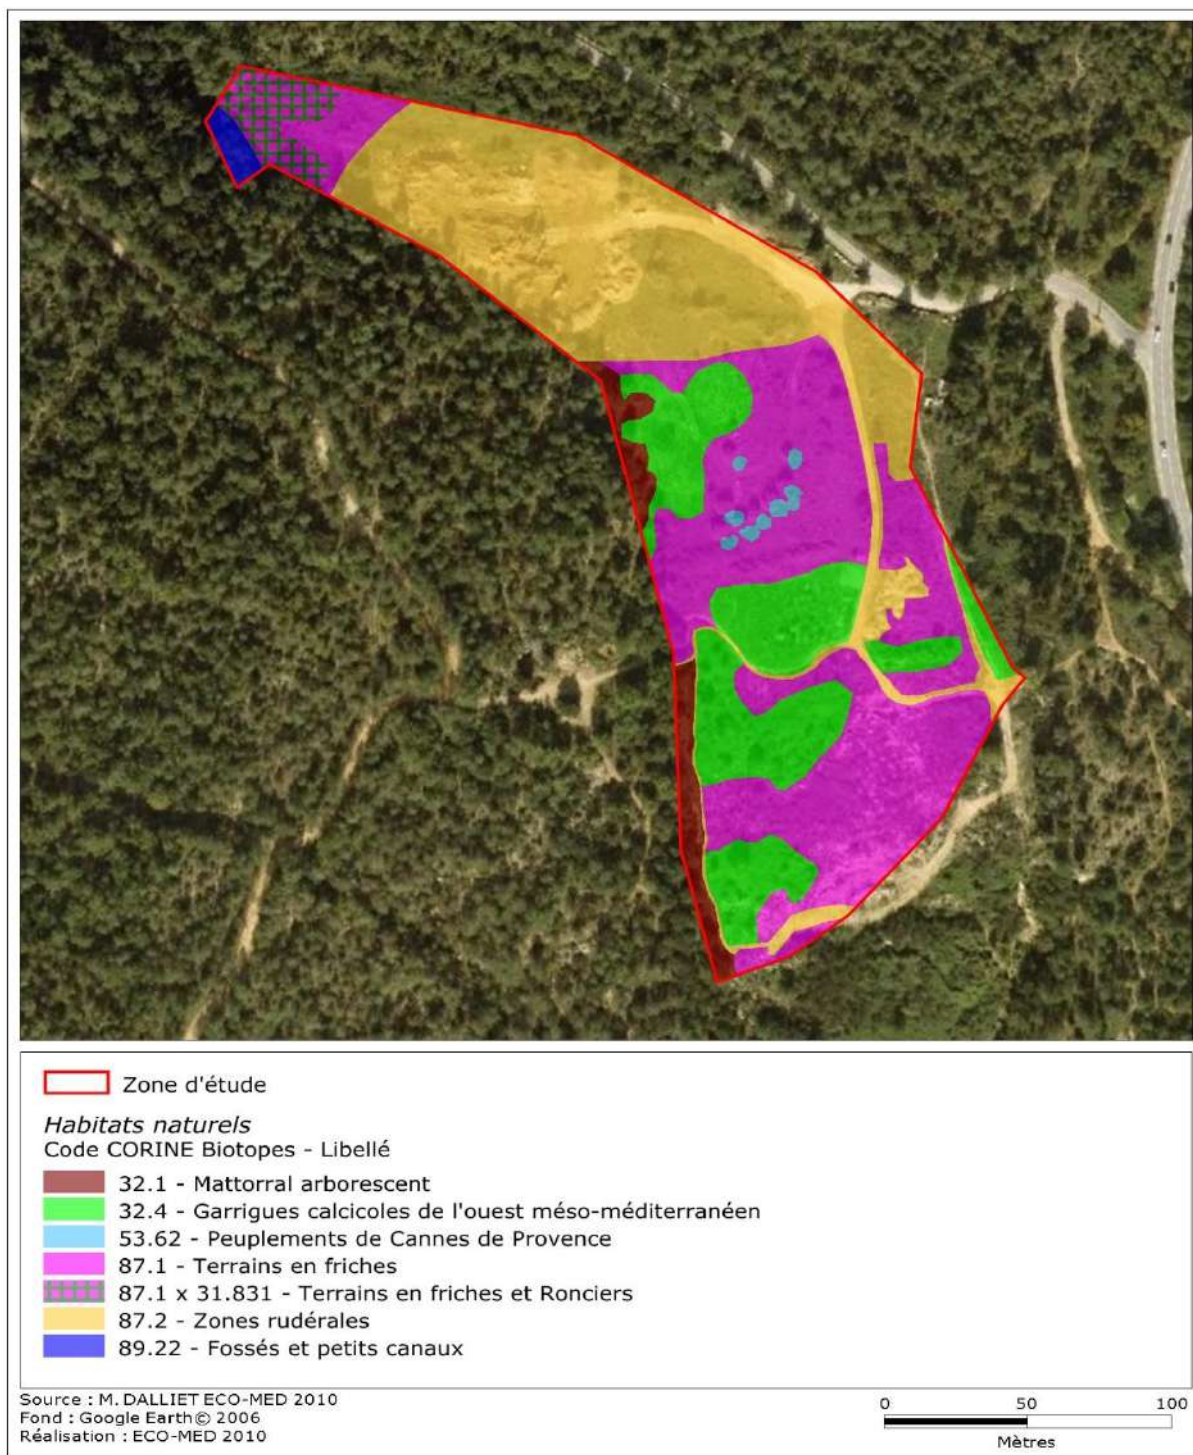 Zone d'étude
Habitats naturels
Code CORINE Biotopes - Libellé
32.1 - Mattorral arborescent
32.4 - Garrigues calcicoles de l'ouest méso-méditerranéen
53.62 - Peuplements de Cannes de Provence
87.1 - Terrains en friches
87.1 x 31.831 - Terrains en friches et Ronciers
87.2 - Zones rudérales
89.22 - Fossés et petits canaux
Source : M. DALLIET ECO-MED 2010
Fond : Google Earth© 2006
Réalisation : ECO-MED 2010
0 50 100
Mètres